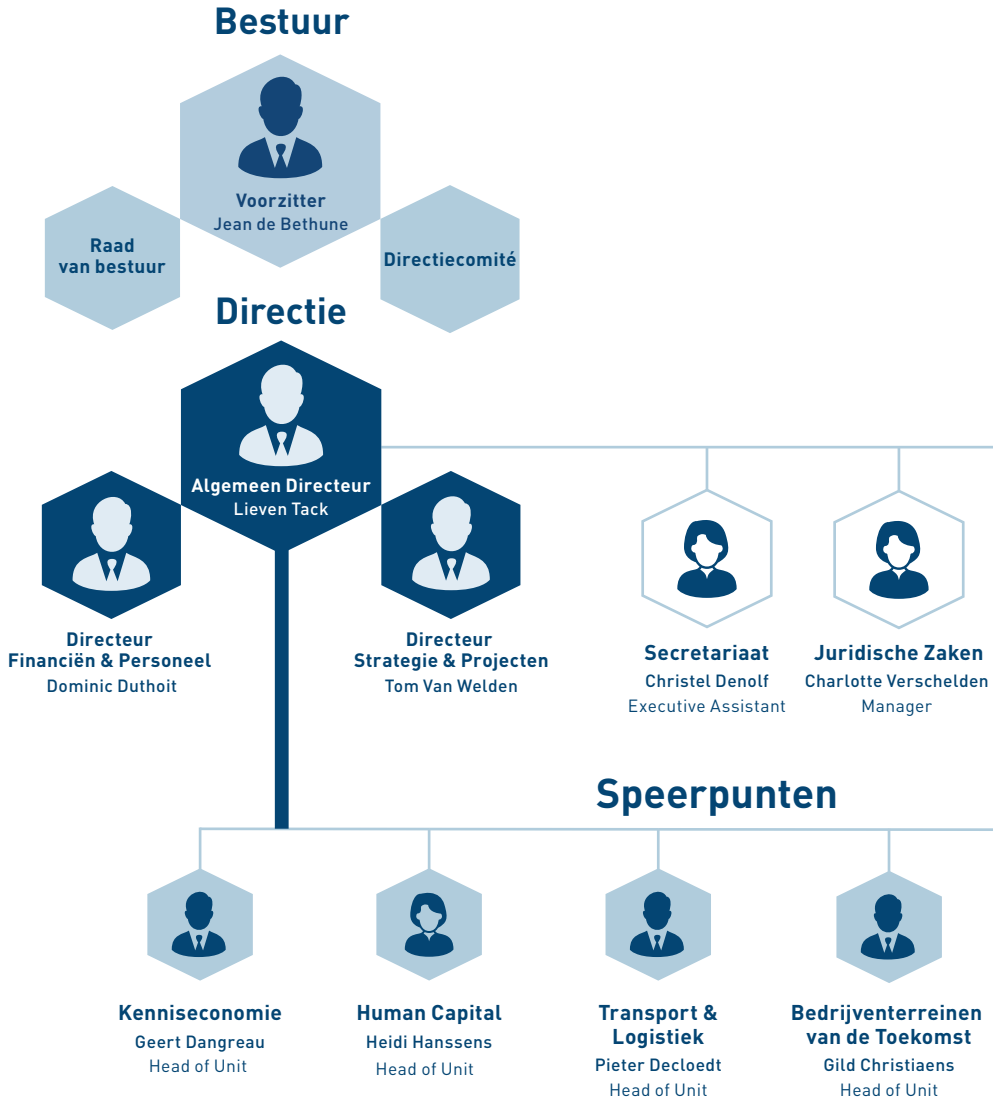 Bestuur
Voorzitter
Jean de Bethune
Raad
van bestuur
Directiecomité
Directie
Algemeen Directeur
Lieven Tack
Directeur
Financiën & Personeel
Dominic Duthoit
Directeur
Strategie & Projecten
Tom Van Welden
Secretariaat
Christel Denolf
Executive Assistant
Juridische Zaken
Charlotte Verschelden
Manager
Speerpunten
Kenniseconomie
Geert Dangreau
Head of Unit
Human Capital
Heidi Hanssens
Head of Unit
Transport &
Logistiek
Pieter Decloedt
Head of Unit
Bedrijventerreinen
van de Toekomst
Gild Christiaens
Head of Unit